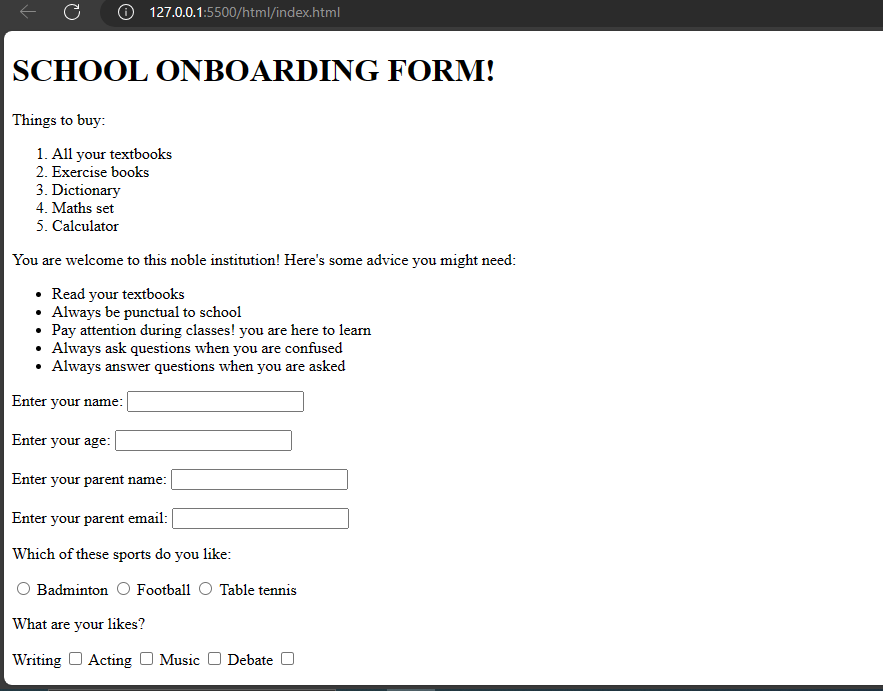 127.0.0.1:5500/html/index.html
SCHOOL ONBOARDING FORM!
Things to buy:
1. All your textbooks
2. Exercise books
3. Dictionary
4. Maths set
5. Calculator
You are welcome to this noble institution! Here's some advice you might need:
• Read your textbooks
• Always be punctual to school
• Pay attention during classes! you are here to learn
• Always ask questions when you are confused
• Always answer questions when you are asked
Enter your name:
Enter your age:
Enter your parent name:
Enter your parent email:
Which of these sports do you like:
Badminton Football Table tennis
What are your likes?
Writing Acting Music Debate